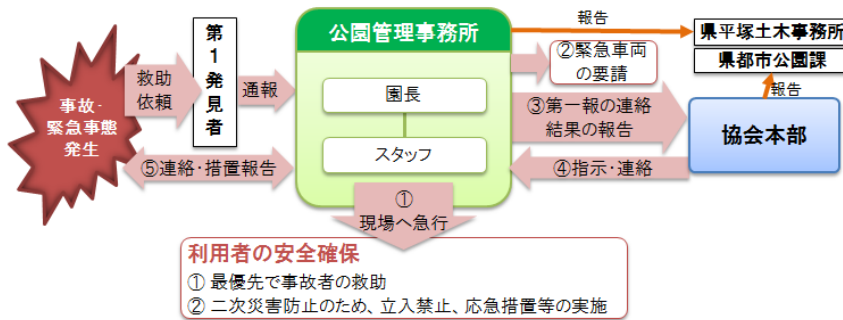 事故・
緊急事態
発生
救助
依頼
第
1
発
見
者
通報
公園管理事務所
園長
スタッフ
報告
県平塚土木事務所
県都市公園課
②緊急車両
の要請
報告
③第一報の連絡
結果の報告
協会本部
④指示・連絡
⑤連絡・措置報告
①
現場へ急行
利用者の安全確保
① 最優先で事故者の救助
② 二次災害防止のため、立入禁止、応急措置等の実施